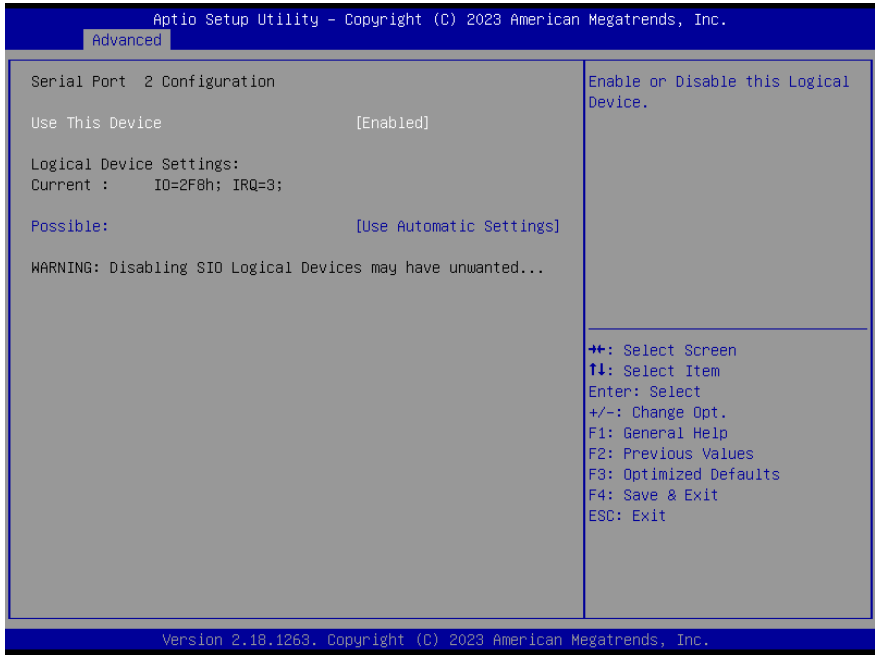 Aptio Setup Utility – Copyright (C) 2023 American Megatrends, Inc.
Advanced
Serial Port 2 Configuration
Use This Device [Enabled]
Logical Device Settings:
Current : IO=2F8h; IRQ=3;
Possible: [Use Automatic Settings]
WARNING: Disabling SIO Logical Devices may have unwanted...
Enable or Disable this Logical
Device.
→←: Select Screen
↑↓: Select Item
Enter: Select
+/-: Change Opt.
F1: General Help
F2: Previous Values
F3: Optimized Defaults
F4: Save & Exit
ESC: Exit
Version 2.18.1263. Copyright (C) 2023 American Megatrends, Inc.